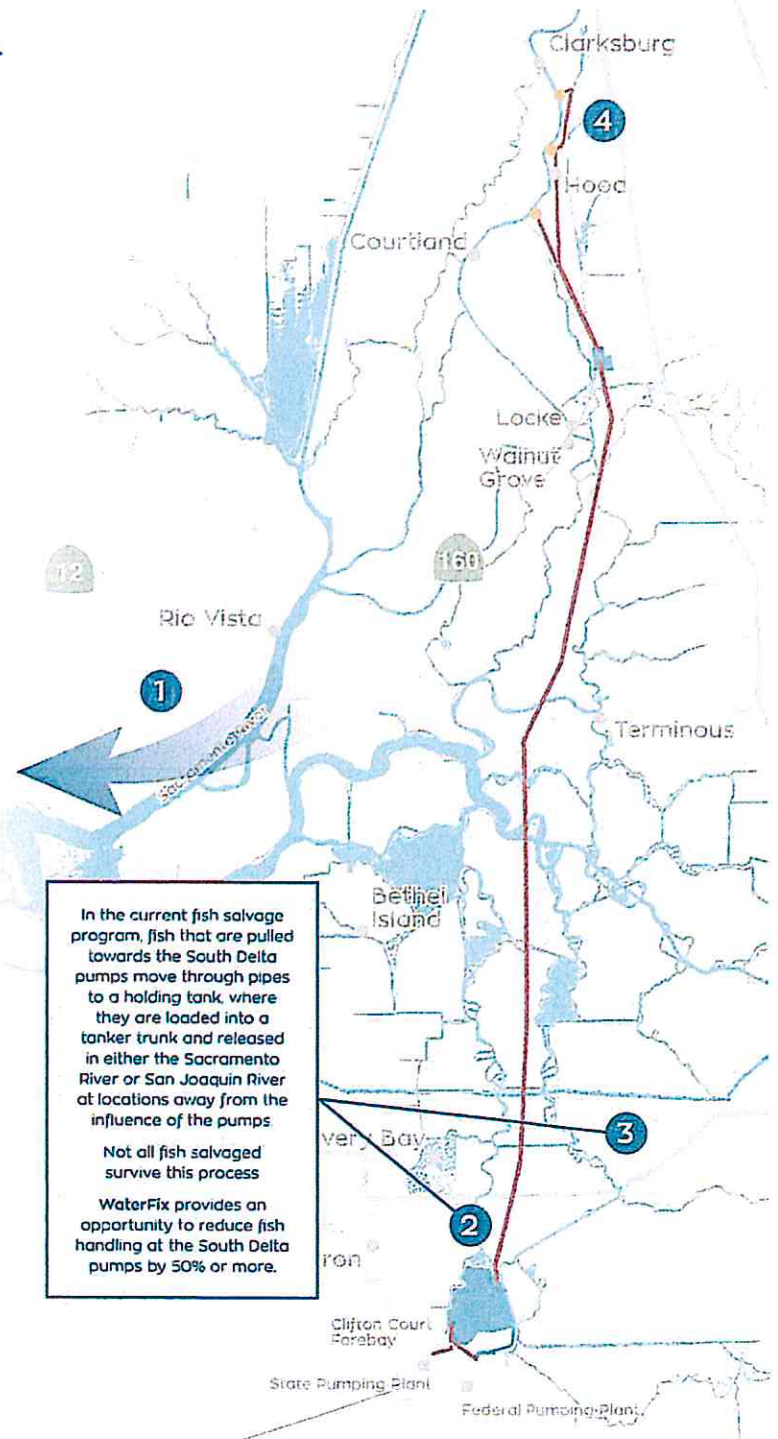 Clarksburg
4
Hood
Courtland
Locke
Walnut
Grove
12
160
Rio Vista
1
Sacramento River
Terminous
Bethel
Island
In the current fish salvage
program, fish that are pulled
towards the South Delta
pumps move through pipes
to a holding tank, where
they are loaded into a
tanker trunk and released
in either the Sacramento
River or San Joaquin River
at locations away from the
influence of the pumps
Not all fish salvaged
survive this process
WaterFix provides an
opportunity to reduce fish
handling at the South Delta
pumps by 50% or more.
3
very Bay
2
ron
Clifton Court
Forebay
State Pumping Plant
Federal Pumping Plant